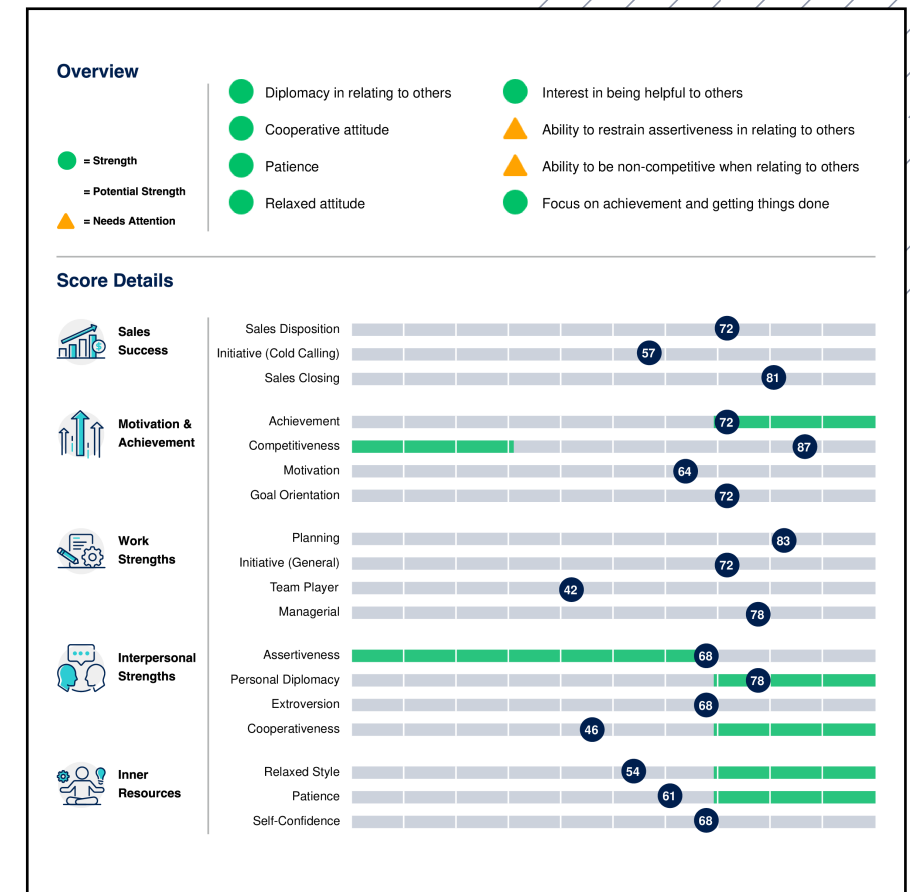 Overview
= Strength
= Potential Strength
= Needs Attention
Diplomacy in relating to others
Cooperative attitude
Patience
Relaxed attitude
Interest in being helpful to others
Ability to restrain assertiveness in relating to others
Ability to be non-competitive when relating to others
Focus on achievement and getting things done
Score Details
Sales
Success
Sales Disposition 72
Initiative (Cold Calling) 57
Sales Closing 81
Motivation &
Achievement
Achievement 72
Competitiveness 87
Motivation 64
Goal Orientation 72
Work
Strengths
Planning 83
Initiative (General) 72
Team Player 42
Managerial 78
Interpersonal
Strengths
Assertiveness 68
Personal Diplomacy 78
Extroversion 68
Cooperativeness 46
Inner
Resources
Relaxed Style 54
Patience 61
Self-Confidence 68